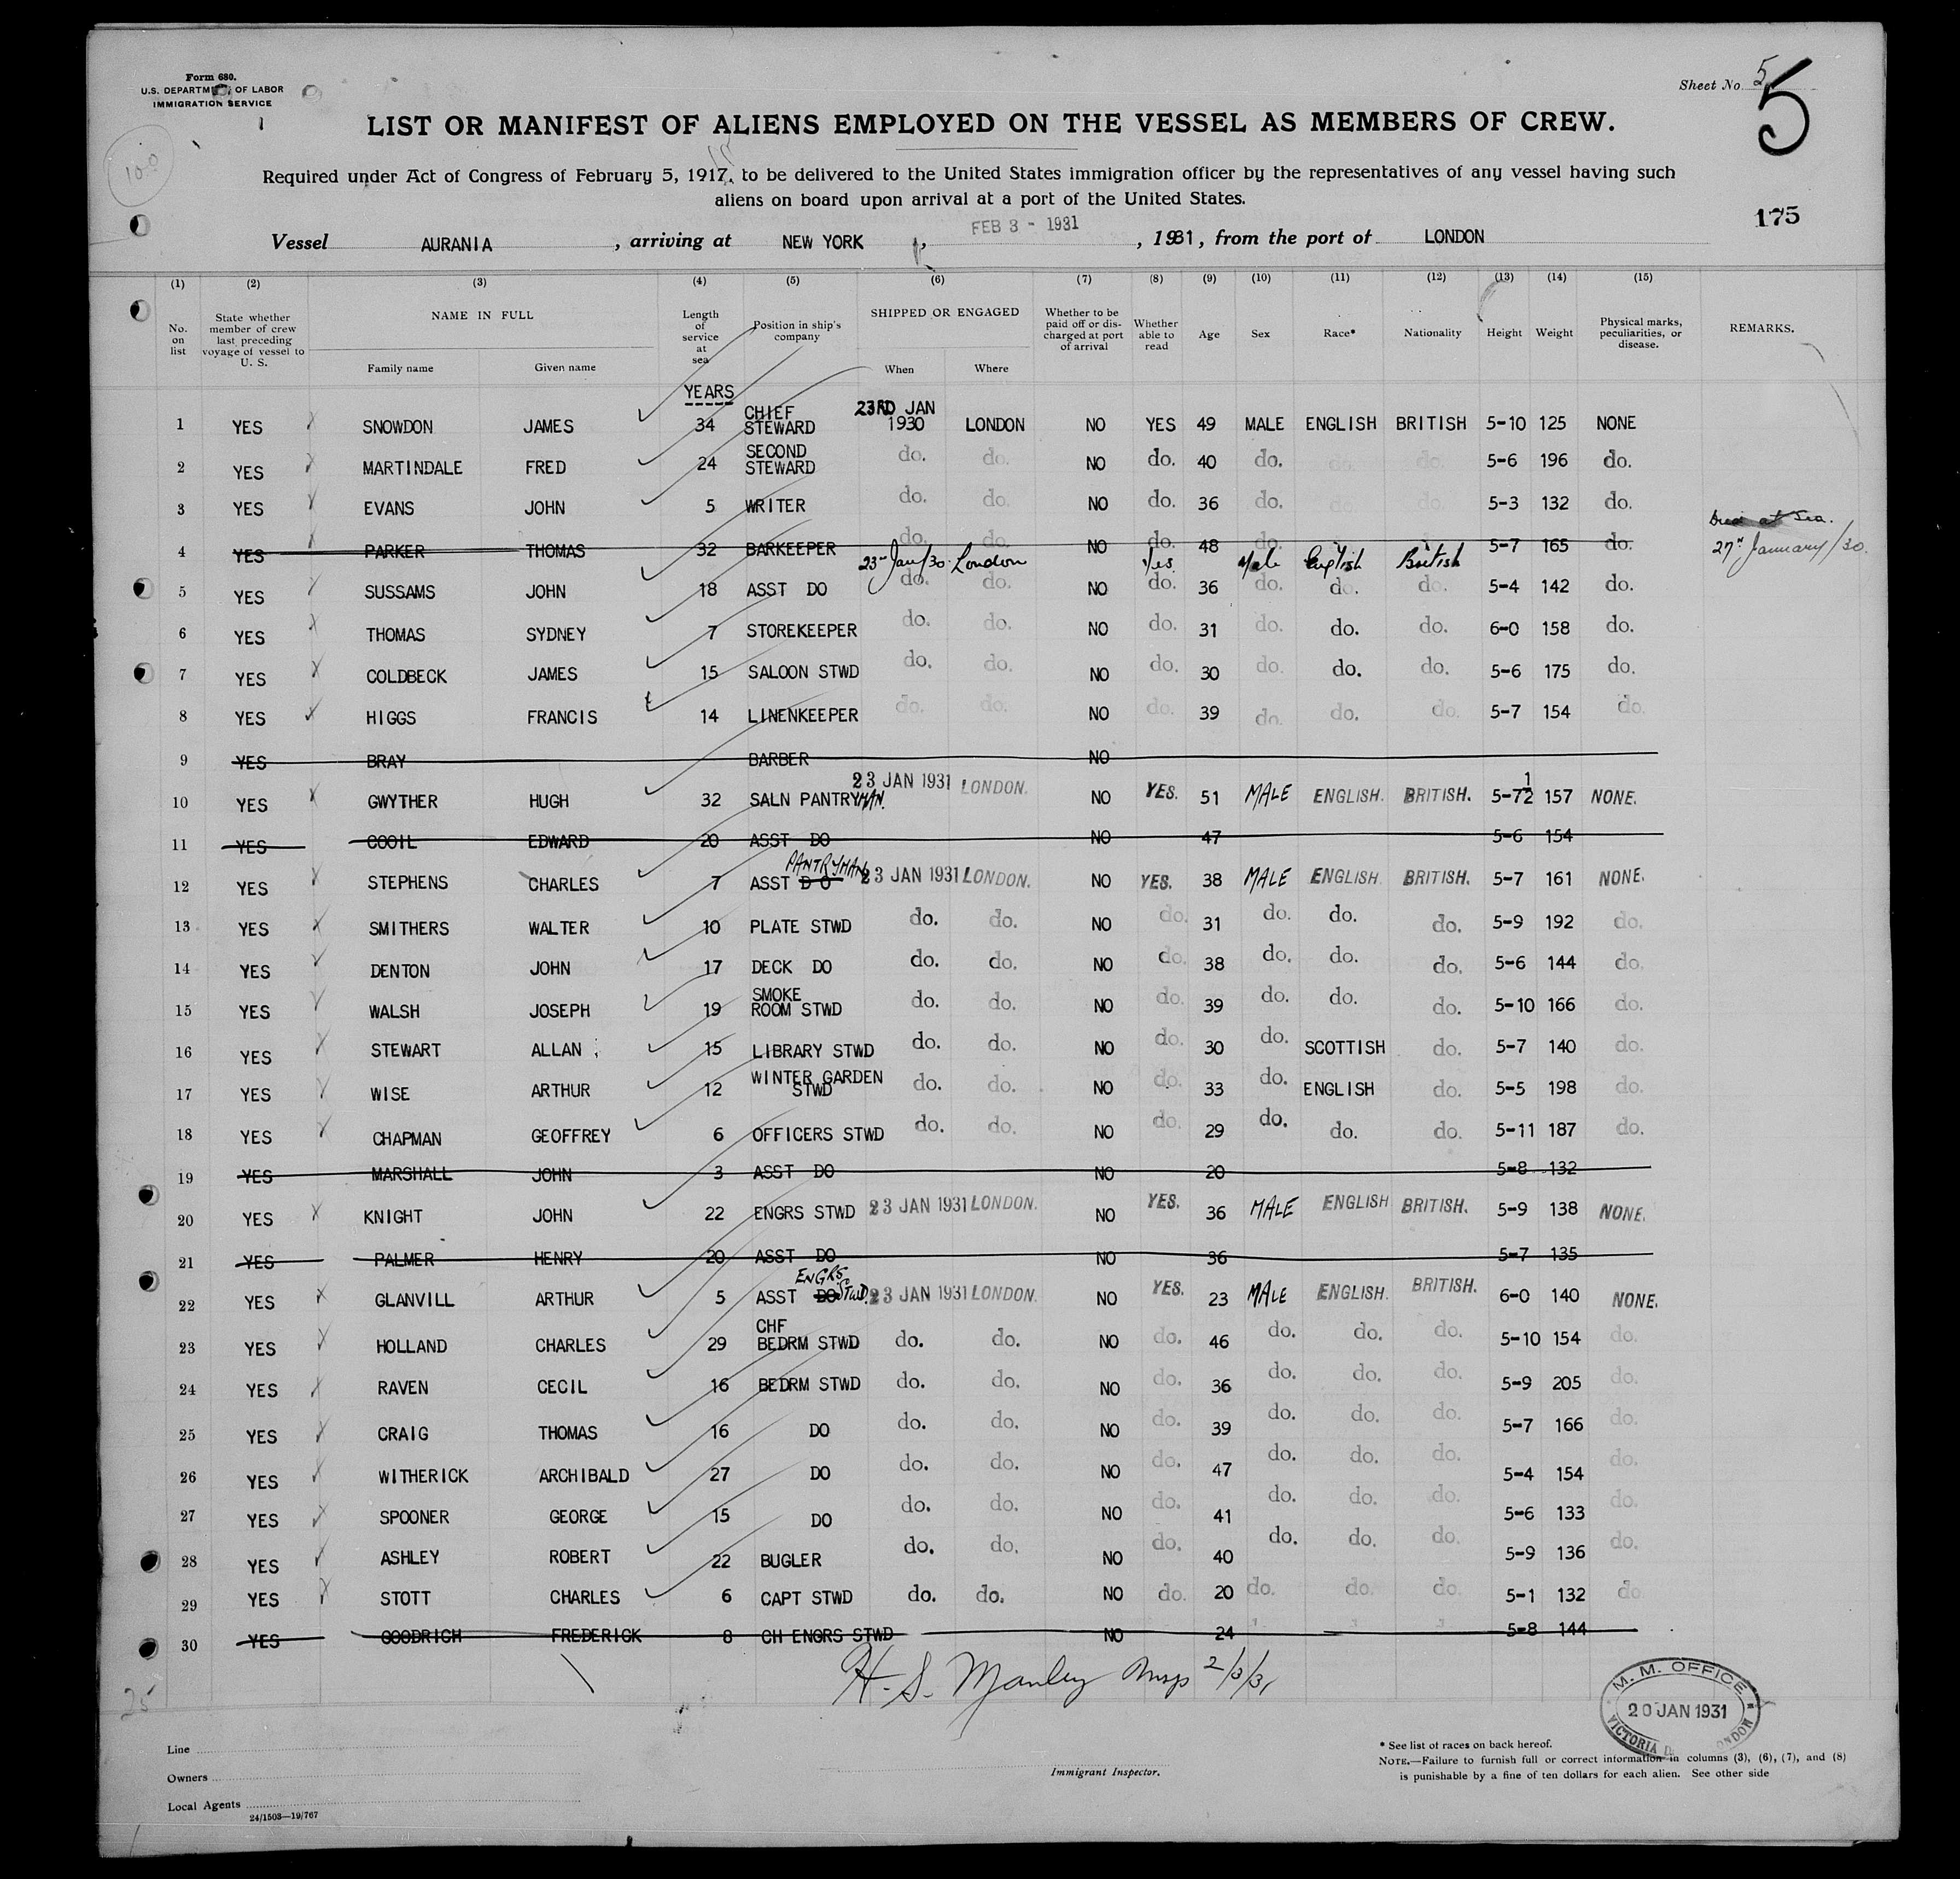 Form 680.
U.S. DEPARTMENT OF LABOR
IMMIGRATION SERVICE
Sheet No. 5
5
100
LIST OR MANIFEST OF ALIENS EMPLOYED ON THE VESSEL AS MEMBERS OF CREW.
Required under Act of Congress of February 5, 1917, to be delivered to the United States immigration officer by the representatives of any vessel having such
aliens on board upon arrival at a port of the United States.
175
Vessel AURANIA, arriving at NEW YORK, FEB 3 - 1931, 1931, from the port of LONDON
(1) (2) (3) (4) (5) (6) (7) (8) (9) (10) (11) (12) (13) (14) (15)
No. on list State whether member of crew last preceding voyage of vessel to U. S. NAME IN FULL Family name Given name Length of service at sea Position in ship's company SHIPPED OR ENGAGED When Where Whether to be paid off or discharged at port of arrival Whether able to read Age Sex Race* Nationality Height Weight Physical marks, peculiarities, or disease. REMARKS.
YEARS
1 YES SNOWDON JAMES 34 CHIEF STEWARD 23RD JAN 1930 LONDON NO YES 49 MALE ENGLISH BRITISH 5-10 125 NONE
2 YES MARTINDALE FRED 24 SECOND STEWARD do. do. NO do. 40 do. do. do. 5-6 196 do.
3 YES EVANS JOHN 5 WRITER do. do. NO do. 36 do. do. do. 5-3 132 do.
4 YES PARKER THOMAS 32 BARKEEPER do. do. NO do. 48 do. 5-7 165 do. Died at Sea. 27th January/30.
23rd Jan/30. London Yes Male English British
5 YES SUSSAMS JOHN 18 ASST DO do. do. NO do. 36 do. do. do. 5-4 142 do.
6 YES THOMAS SYDNEY 7 STOREKEEPER do. do. NO do. 31 do. do. do. 6-0 158 do.
7 YES COLDBECK JAMES 15 SALOON STWD do. do. NO do. 30 do. do. do. 5-6 175 do.
8 YES HIGGS FRANCIS 14 LINENKEEPER do. do. NO do. 39 do. do. do. 5-7 154 do.
9 YES BRAY BARBER NO
10 YES GWYTHER HUGH 32 SALN PANTRYMAN. 23 JAN 1931 LONDON. NO YES. 51 MALE ENGLISH. BRITISH. 5-7½ 157 NONE.
11 YES COOIL EDWARD 20 ASST DO NO 47 5-6 154
12 YES STEPHENS CHARLES 7 ASST DO PANTRYMAN 23 JAN 1931 LONDON. NO YES. 38 MALE ENGLISH BRITISH. 5-7 161 NONE.
13 YES SMITHERS WALTER 10 PLATE STWD do. do. NO do. 31 do. do. do. 5-9 192 do.
14 YES DENTON JOHN 17 DECK DO do. do. NO do. 38 do. do. do. 5-6 144 do.
15 YES WALSH JOSEPH 19 SMOKE ROOM STWD do. do. NO do. 39 do. do. do. 5-10 166 do.
16 YES STEWART ALLAN 15 LIBRARY STWD do. do. NO do. 30 do. SCOTTISH do. 5-7 140 do.
17 YES WISE ARTHUR 12 WINTER GARDEN STWD do. do. NO do. 33 do. ENGLISH do. 5-5 198 do.
18 YES CHAPMAN GEOFFREY 6 OFFICERS STWD do. do. NO do. 29 do. do. do. 5-11 187 do.
19 YES MARSHALL JOHN 3 ASST DO NO 20 5-8 132
20 YES KNIGHT JOHN 22 ENGRS STWD 23 JAN 1931 LONDON. NO YES. 36 MALE ENGLISH BRITISH. 5-9 138 NONE.
21 YES PALMER HENRY 20 ASST DO NO 36 5-7 135
22 YES GLANVILL ARTHUR 5 ASST DO ENGRS STWD. 23 JAN 1931 LONDON. NO YES. 23 MALE ENGLISH. BRITISH. 6-0 140 NONE.
23 YES HOLLAND CHARLES 29 CHF BEDRM STWD do. do. NO do. 46 do. do. do. 5-10 154 do.
24 YES RAVEN CECIL 16 BEDRM STWD do. do. NO do. 36 do. do. do. 5-9 205 do.
25 YES CRAIG THOMAS 16 DO do. do. NO do. 39 do. do. do. 5-7 166 do.
26 YES WITHERICK ARCHIBALD 27 DO do. do. NO do. 47 do. do. do. 5-4 154 do.
27 YES SPOONER GEORGE 15 DO do. do. NO do. 41 do. do. do. 5-6 133 do.
28 YES ASHLEY ROBERT 22 BUGLER do. do. NO do. 40 do. do. do. 5-9 136 do.
29 YES STOTT CHARLES 6 CAPT STWD do. do. NO do. 20 do. do. do. 5-1 132 do.
30 YES GOODRICH FREDERICK 8 CH ENGRS STWD NO 24 5-8 144
H. S. Manley Insp 2/3/31
25
M. M. OFFICE
20 JAN 1931
VICTORIA LONDON
Line
Owners
Local Agents
24/1503—19/767
Immigrant Inspector.
* See list of races on back hereof.
NOTE.—Failure to furnish full or correct information in columns (3), (6), (7), and (8)
is punishable by a fine of ten dollars for each alien. See other side